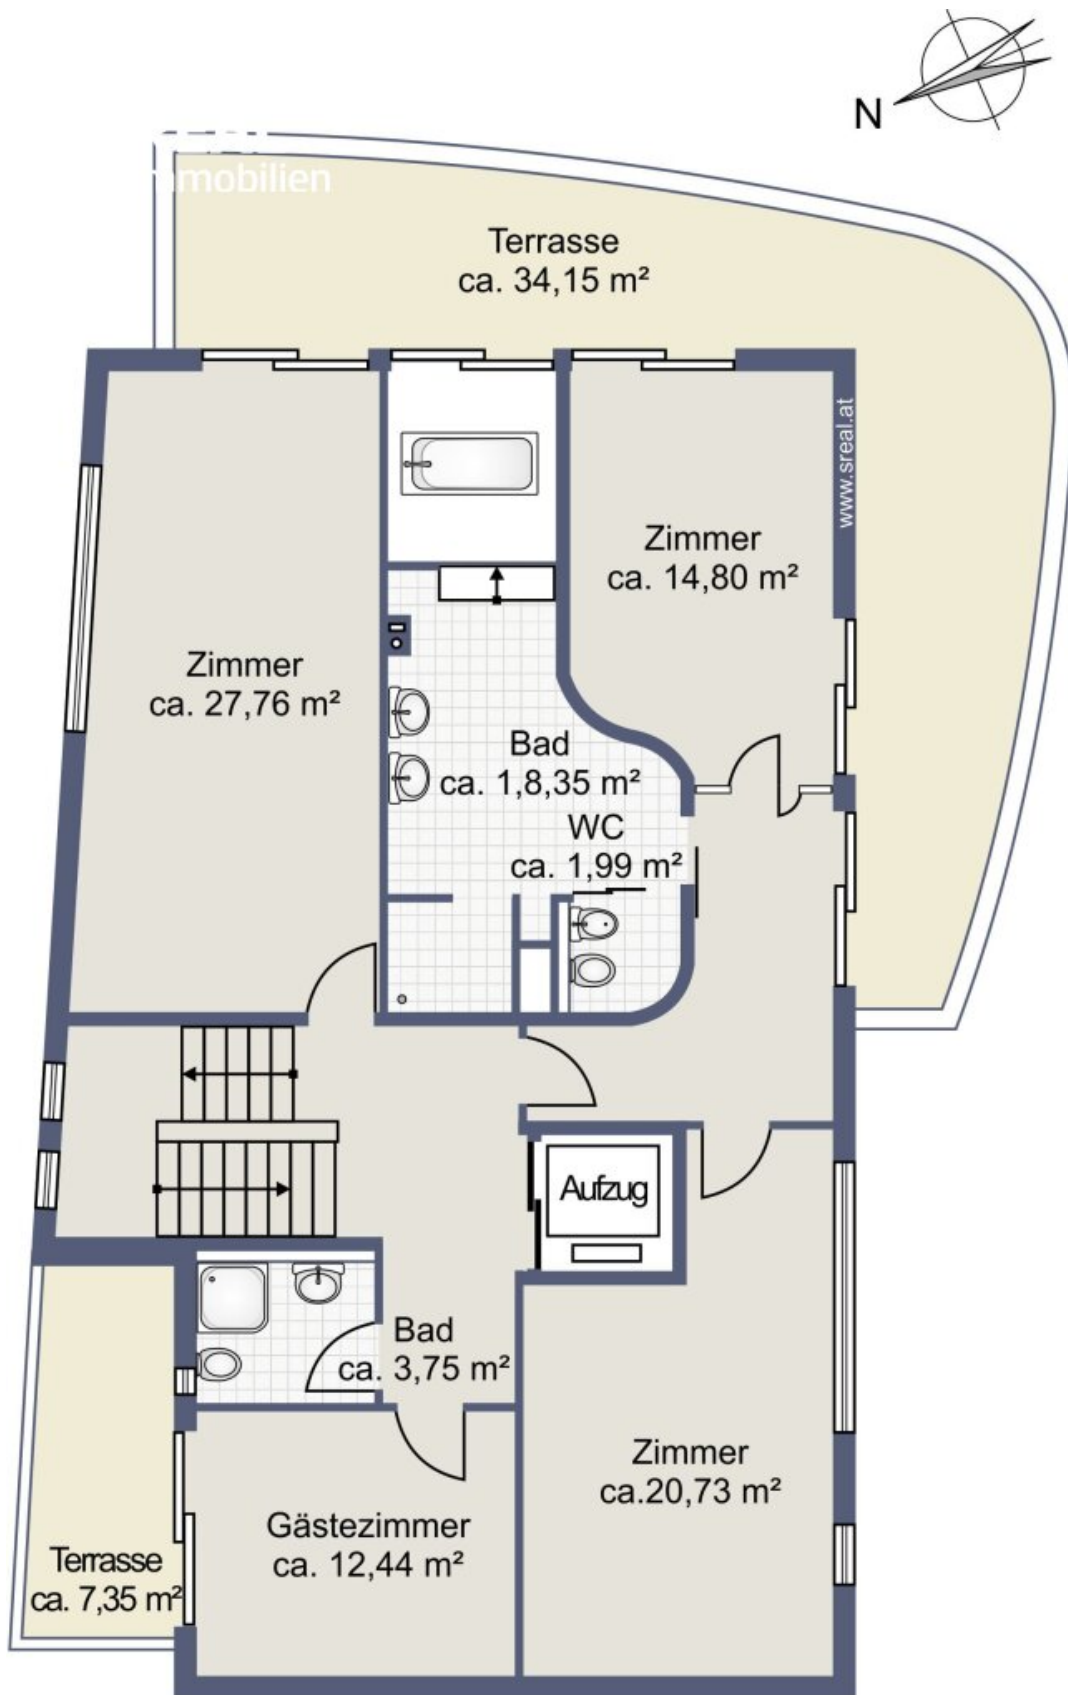 N
mmobilien
Terrasse
ca. 34,15 m²
www.sreal.at
Zimmer
ca. 14,80 m²
Zimmer
ca. 27,76 m²
Bad
ca. 1,8,35 m²
WC
ca. 1,99 m²
Aufzug
Bad
ca. 3,75 m²
Zimmer
ca.20,73 m²
Gästezimmer
ca. 12,44 m²
Terrasse
ca. 7,35 m²